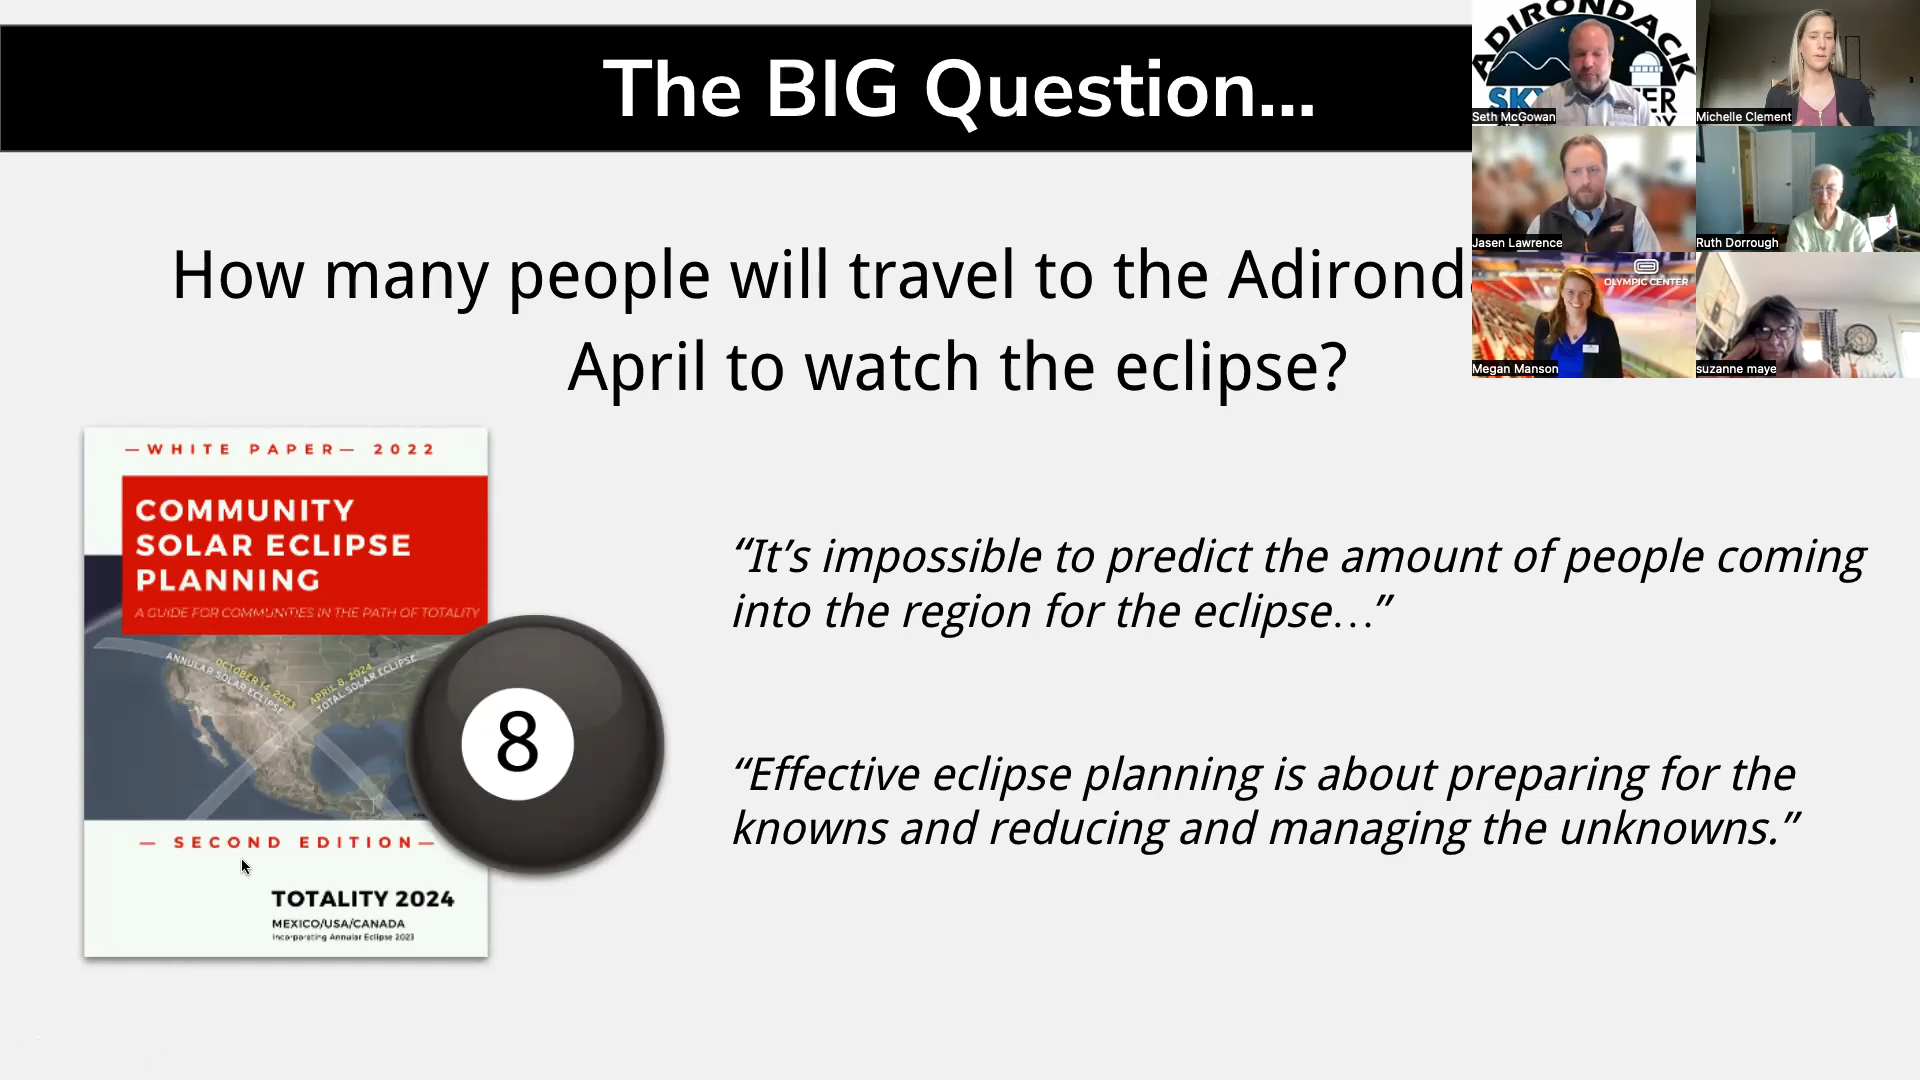 The BIG Question...
How many people will travel to the Adirond
April to watch the eclipse?
—WHITE PAPER— 2022
COMMUNITY
SOLAR ECLIPSE
PLANNING
A GUIDE FOR COMMUNITIES IN THE PATH OF TOTALITY
ANNULAR SOLAR ECLIPSE
OCTOBER 14, 2023
APRIL 8, 2024
TOTAL SOLAR ECLIPSE
— SECOND EDITION—
TOTALITY 2024
MEXICO/USA/CANADA
Incorporating Annular Eclipse 2023
8
“It’s impossible to predict the amount of people coming
into the region for the eclipse…”
“Effective eclipse planning is about preparing for the
knowns and reducing and managing the unknowns.”
ADIRONDACK
SK
ER
Seth McGowan
Michelle Clement
Jasen Lawrence
Ruth Dorrough
OLYMPIC CENTER
Megan Manson
suzanne maye